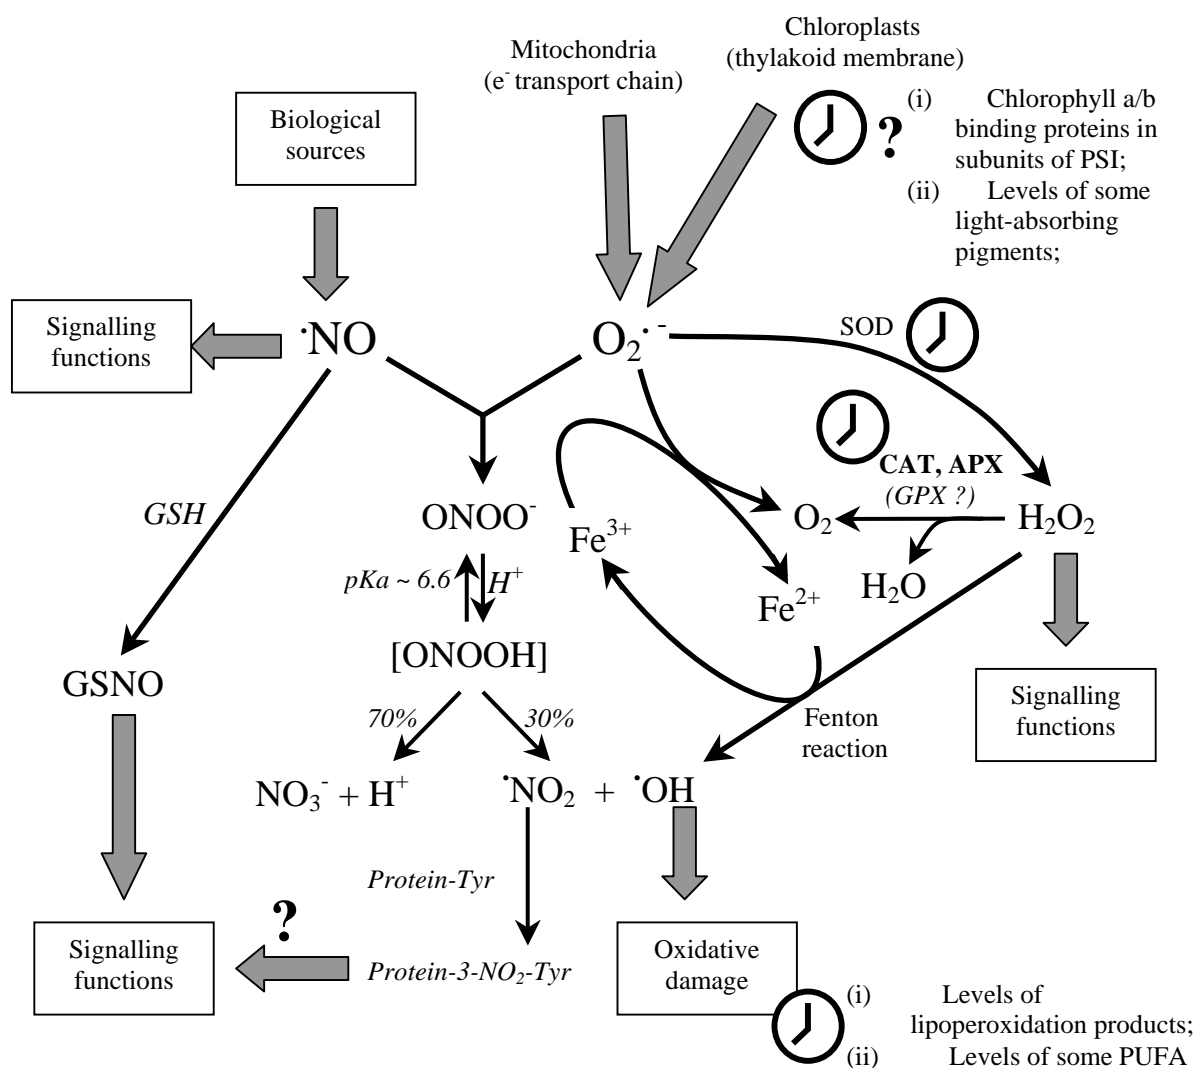 Chloroplasts
(thylakoid membrane)
Mitochondria
(e- transport chain)
(i) Chlorophyll a/b
binding proteins in
subunits of PSI;
(ii) Levels of some
light-absorbing
pigments;
?
Biological
sources
Signalling
functions
·NO
O2·-
SOD
CAT, APX
(GPX ?)
GSH
ONOO-
Fe3+
O2
H2O2
pKa ~ 6.6
H+
H2O
Fe2+
[ONOOH]
GSNO
Signalling
functions
70%
30%
Fenton
reaction
NO3- + H+
·NO2 + ·OH
Protein-Tyr
?
Signalling
functions
Protein-3-NO2-Tyr
Oxidative
damage
(i) Levels of
lipoperoxidation products;
(ii) Levels of some PUFA